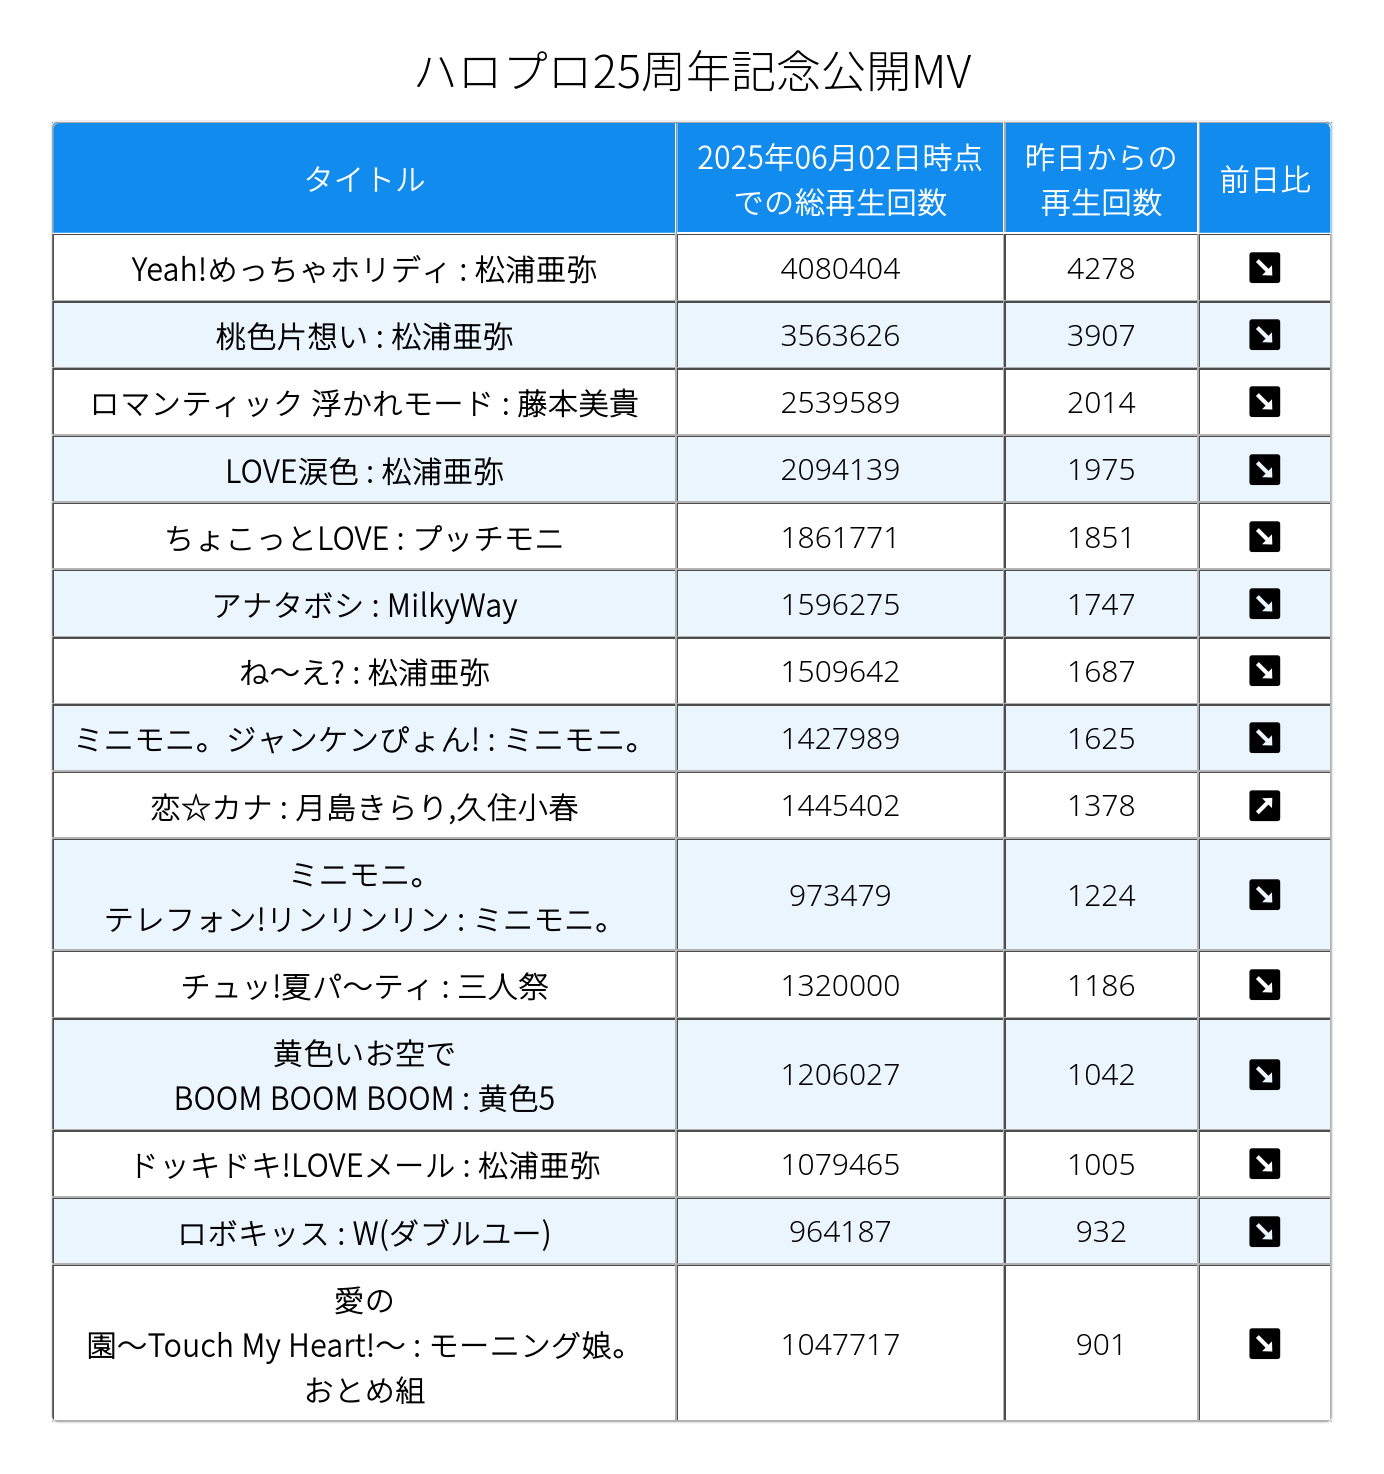 ハロプロ25周年記念公開MV
タイトル
2025年06月02日時点
での総再生回数
昨日からの
再生回数
前日比
Yeah!めっちゃホリディ : 松浦亜弥
4080404
4278
桃色片想い : 松浦亜弥
3563626
3907
ロマンティック 浮かれモード : 藤本美貴
2539589
2014
LOVE涙色 : 松浦亜弥
2094139
1975
ちょこっとLOVE : プッチモニ
1861771
1851
アナタボシ : MilkyWay
1596275
1747
ね〜え? : 松浦亜弥
1509642
1687
ミニモニ。ジャンケンぴょん! : ミニモニ。
1427989
1625
恋☆カナ : 月島きらり,久住小春
1445402
1378
ミニモニ。
テレフォン!リンリンリン : ミニモニ。
973479
1224
チュッ!夏パ〜ティ : 三人祭
1320000
1186
黄色いお空で
BOOM BOOM BOOM : 黄色5
1206027
1042
ドッキドキ!LOVEメール : 松浦亜弥
1079465
1005
ロボキッス : W(ダブルユー)
964187
932
愛の
園〜Touch My Heart!〜 : モーニング娘。
おとめ組
1047717
901